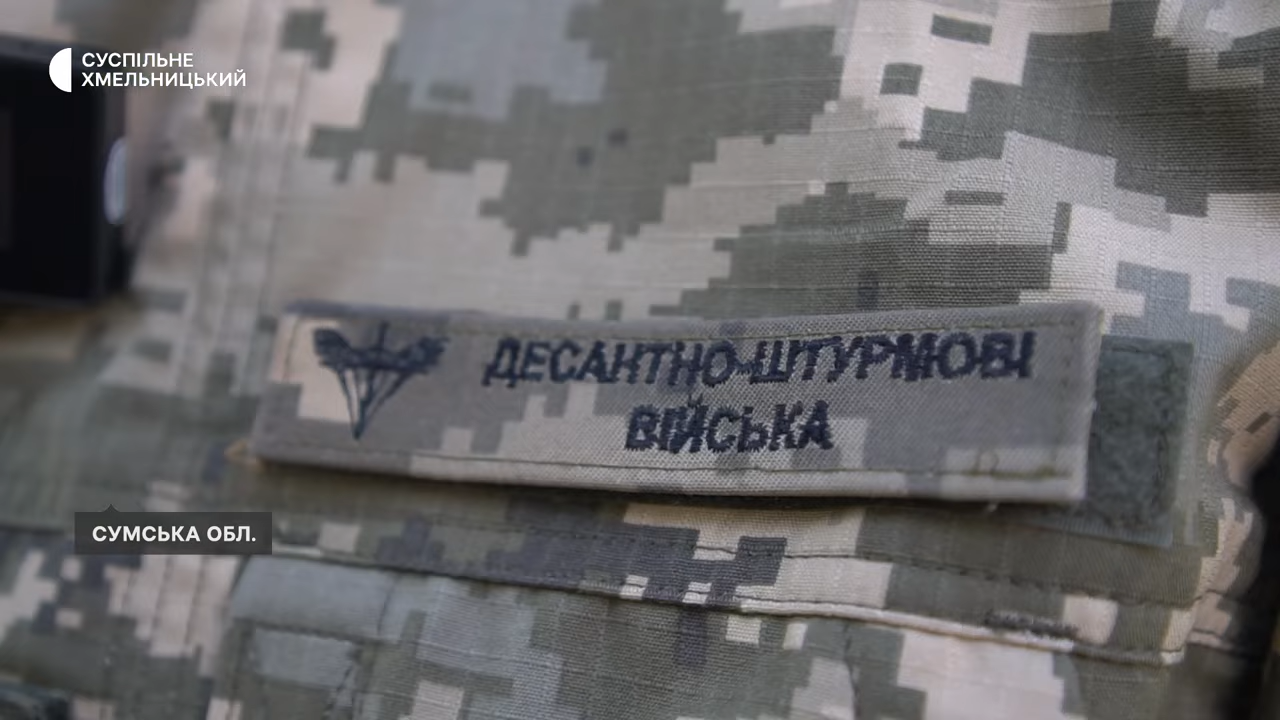 СУСПІЛЬНЕ
ХМЕЛЬНИЦЬКИЙ
ДЕСАНТНО-ШТУРМОВІ
ВІЙСЬКА
СУМСЬКА ОБЛ.